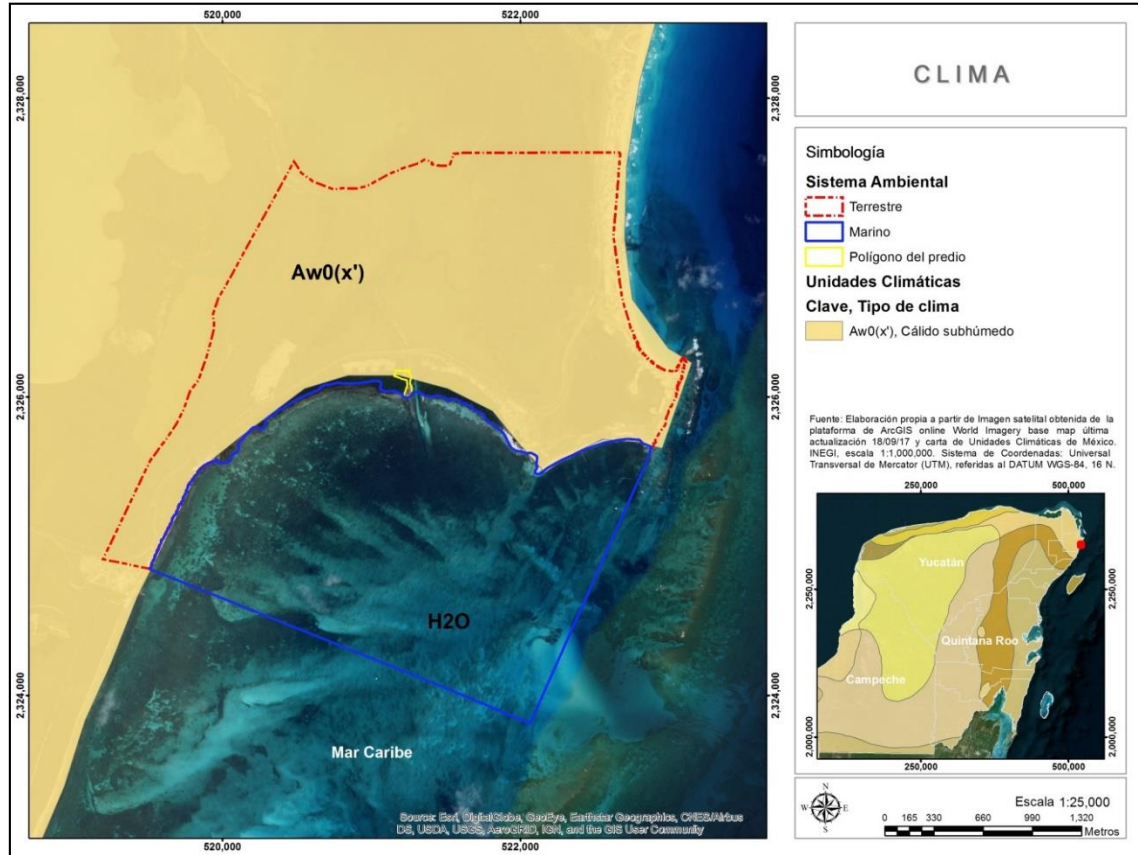 520,000 522,000
2,328,000 2,328,000
2,326,000 2,326,000
2,324,000 2,324,000
520,000 522,000
Aw0(x')
H2O
Mar Caribe
Source: Esri, DigitalGlobe, GeoEye, Earthstar Geographics, CNES/Airbus
DS, USDA, USGS, AeroGRID, IGN, and the GIS User Community
CLIMA
Simbología
Sistema Ambiental
Terrestre
Marino
Polígono del predio
Unidades Climáticas
Clave, Tipo de clima
Aw0(x'), Cálido subhúmedo
Fuente: Elaboración propia a partir de Imagen satelital obtenida de la
plataforma de ArcGIS online World Imagery base map última
actualización 18/09/17 y carta de Unidades Climáticas de México.
INEGI, escala 1:1,000,000. Sistema de Coordenadas: Universal
Transversal de Mercator (UTM), referidas al DATUM WGS-84, 16 N.
250,000 500,000
Yucatán
2,250,000 2,250,000
Quintana Roo
Campeche
2,000,000 2,000,000
250,000 500,000
N
W E
S
Escala 1:25,000
0 165 330 660 990 1,320
Metros